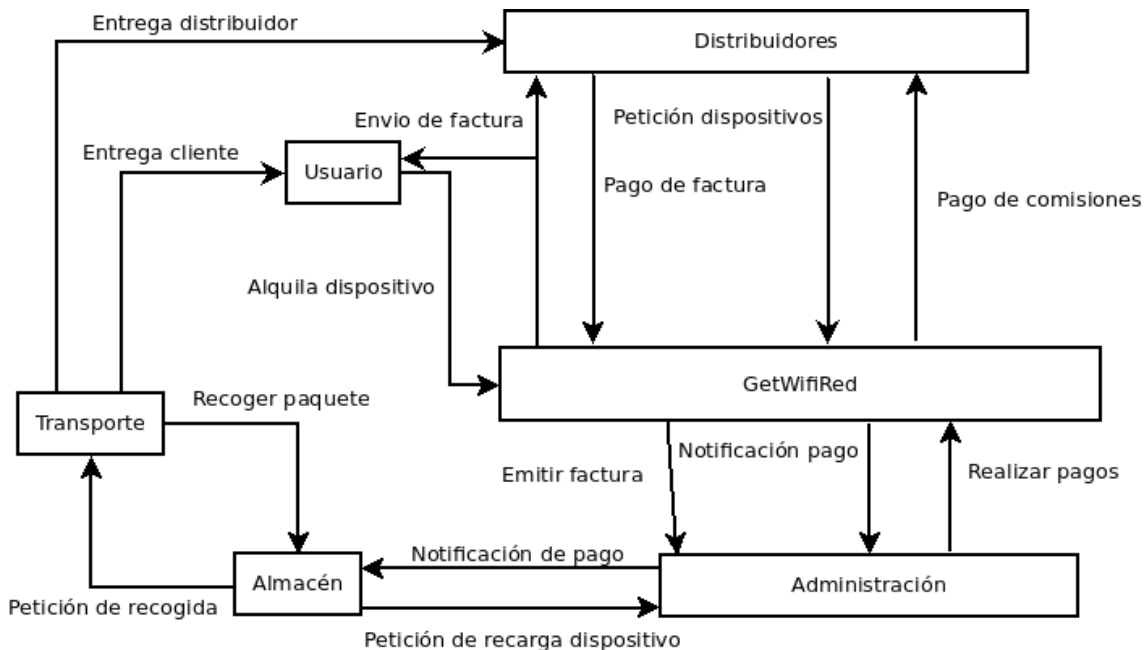 Entrega distribuidor
Distribuidores
Envio de factura
Petición dispositivos
Entrega cliente
Usuario
Pago de factura
Pago de comisiones
Alquila dispositivo
GetWifiRed
Recoger paquete
Transporte
Notificación pago
Emitir factura
Realizar pagos
Notificación de pago
Almacén
Administración
Petición de recogida
Petición de recarga dispositivo